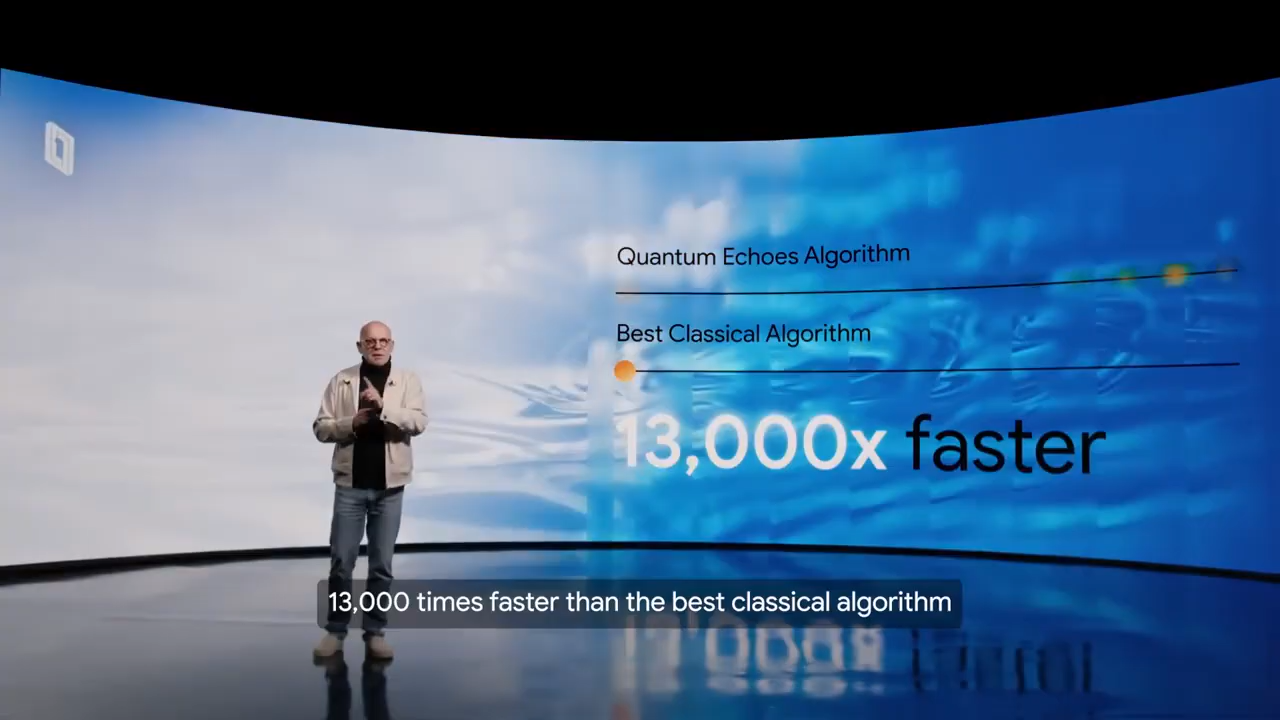 Quantum Echoes Algorithm
Best Classical Algorithm
13,000x faster
13,000 times faster than the best classical algorithm